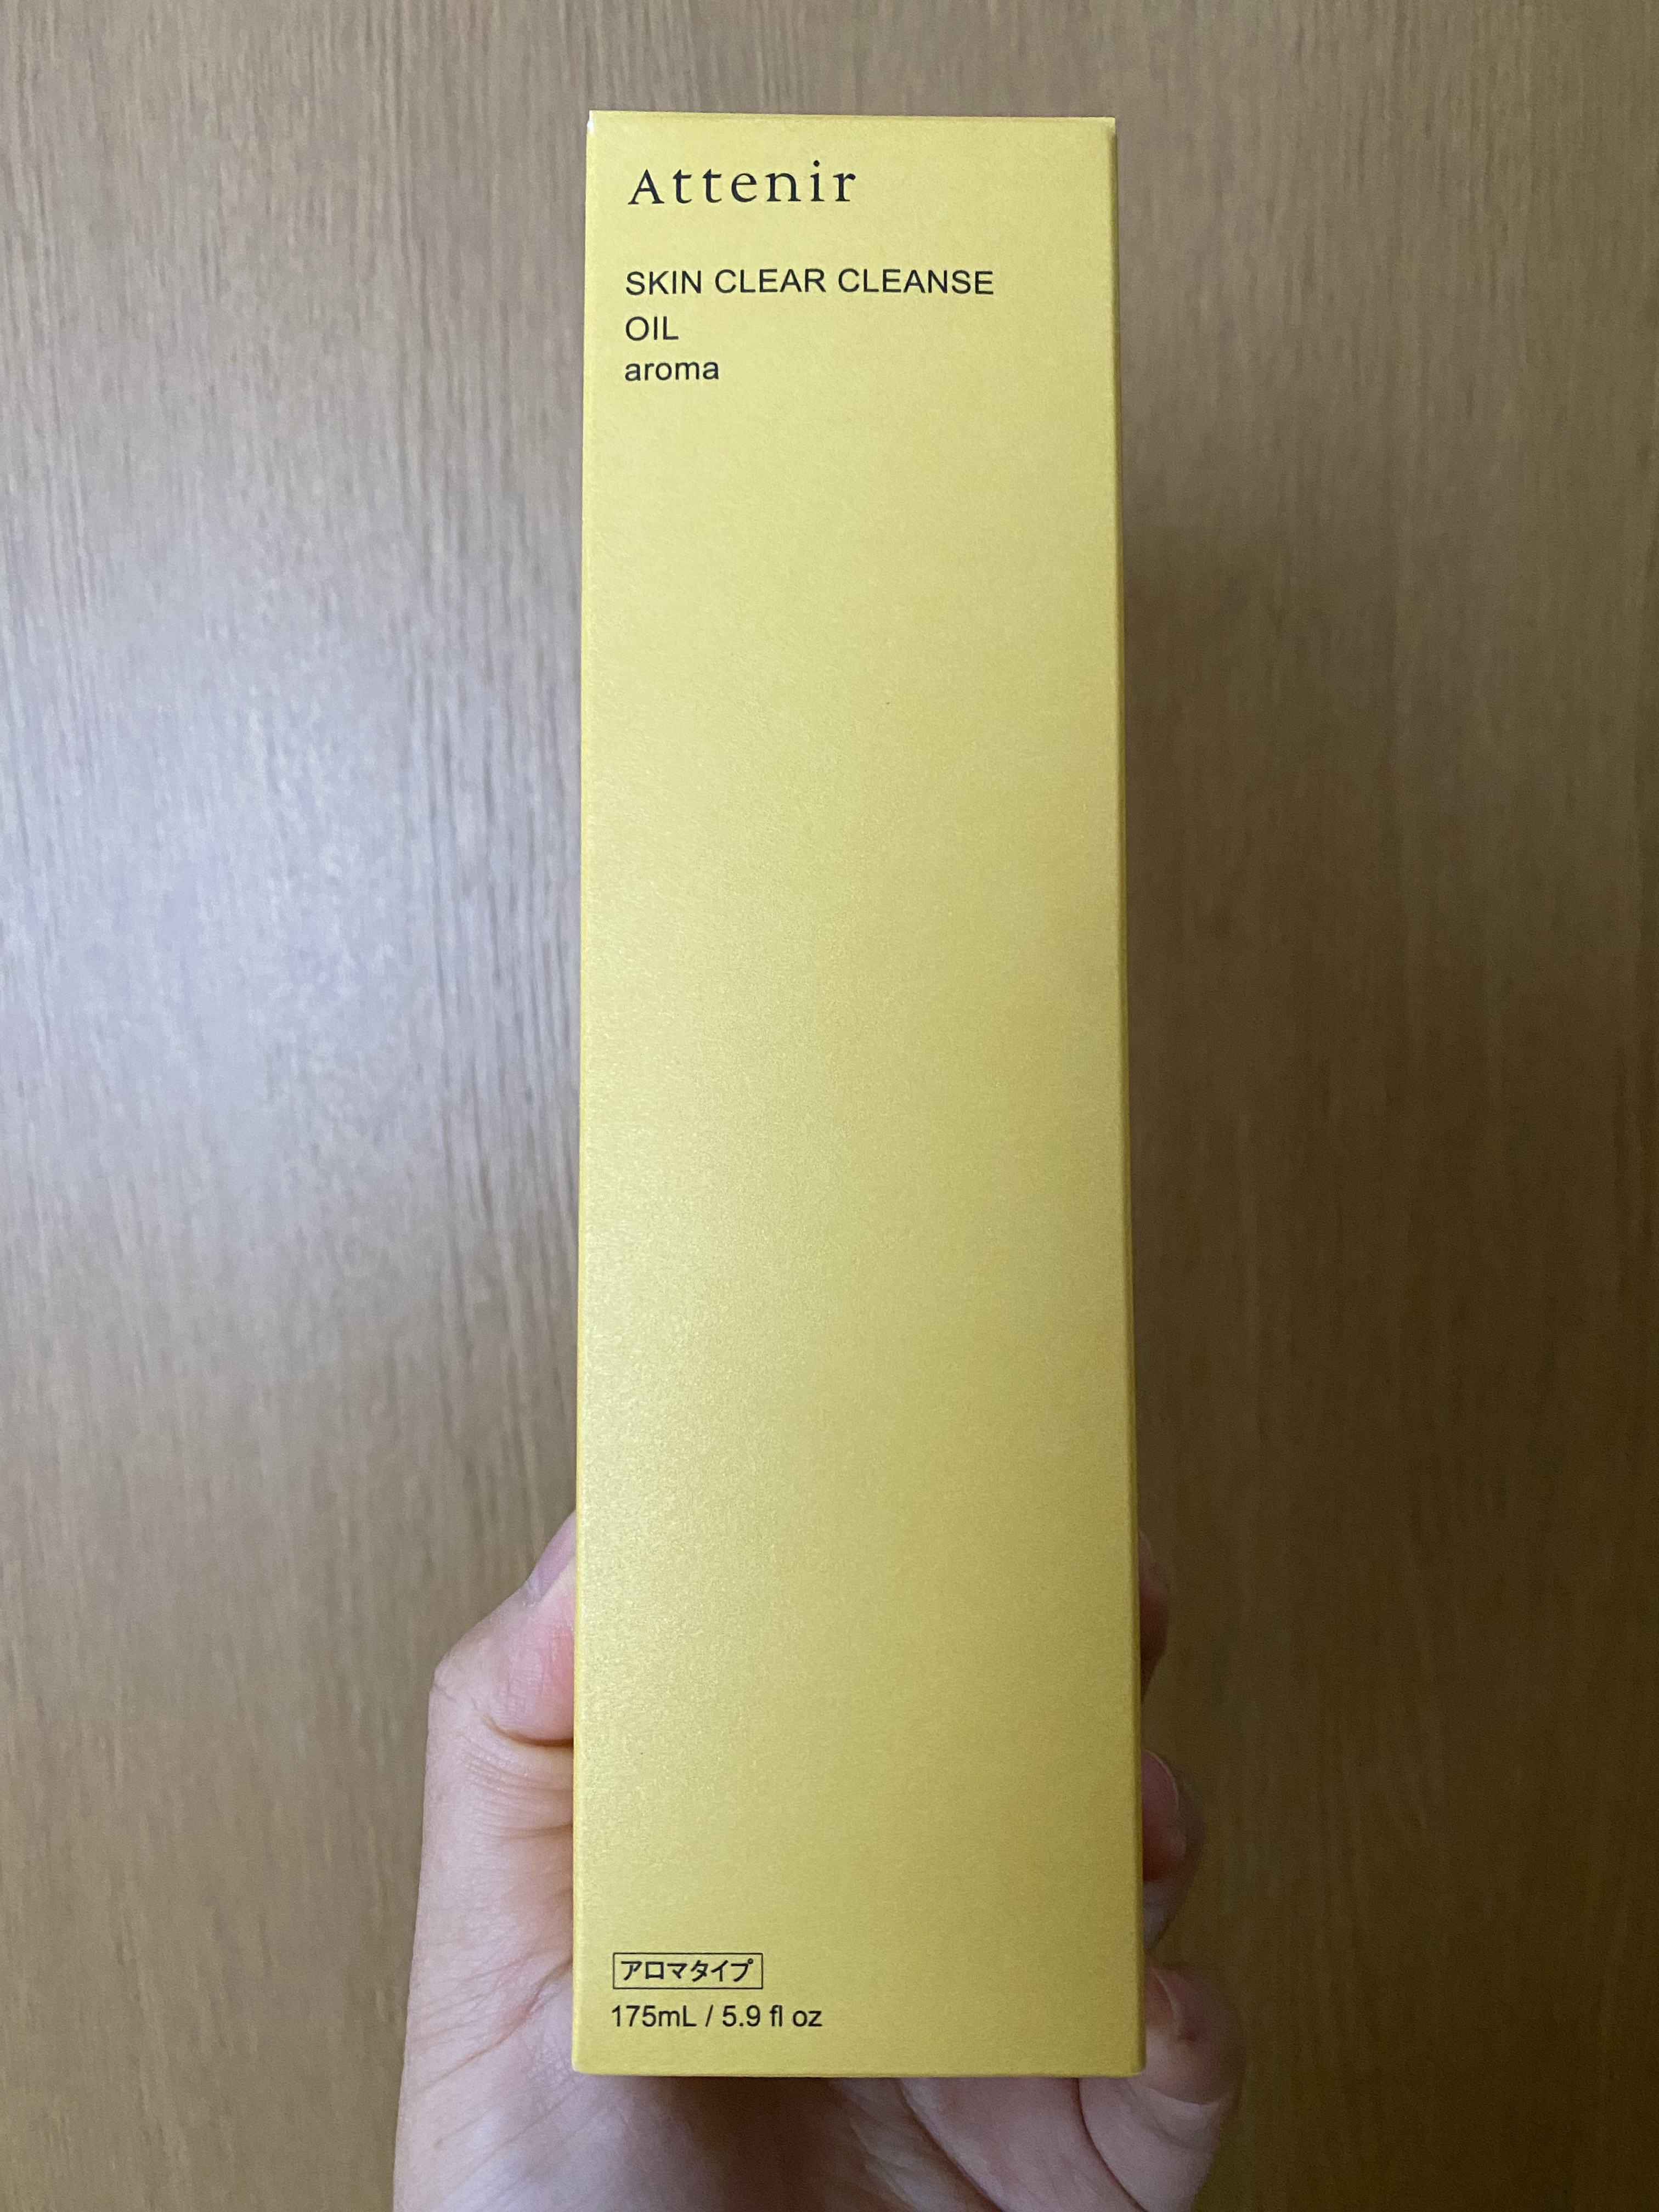 Attenir
SKIN CLEAR CLEANSE
OIL
aroma
アロマタイプ
175mL / 5.9 fl oz